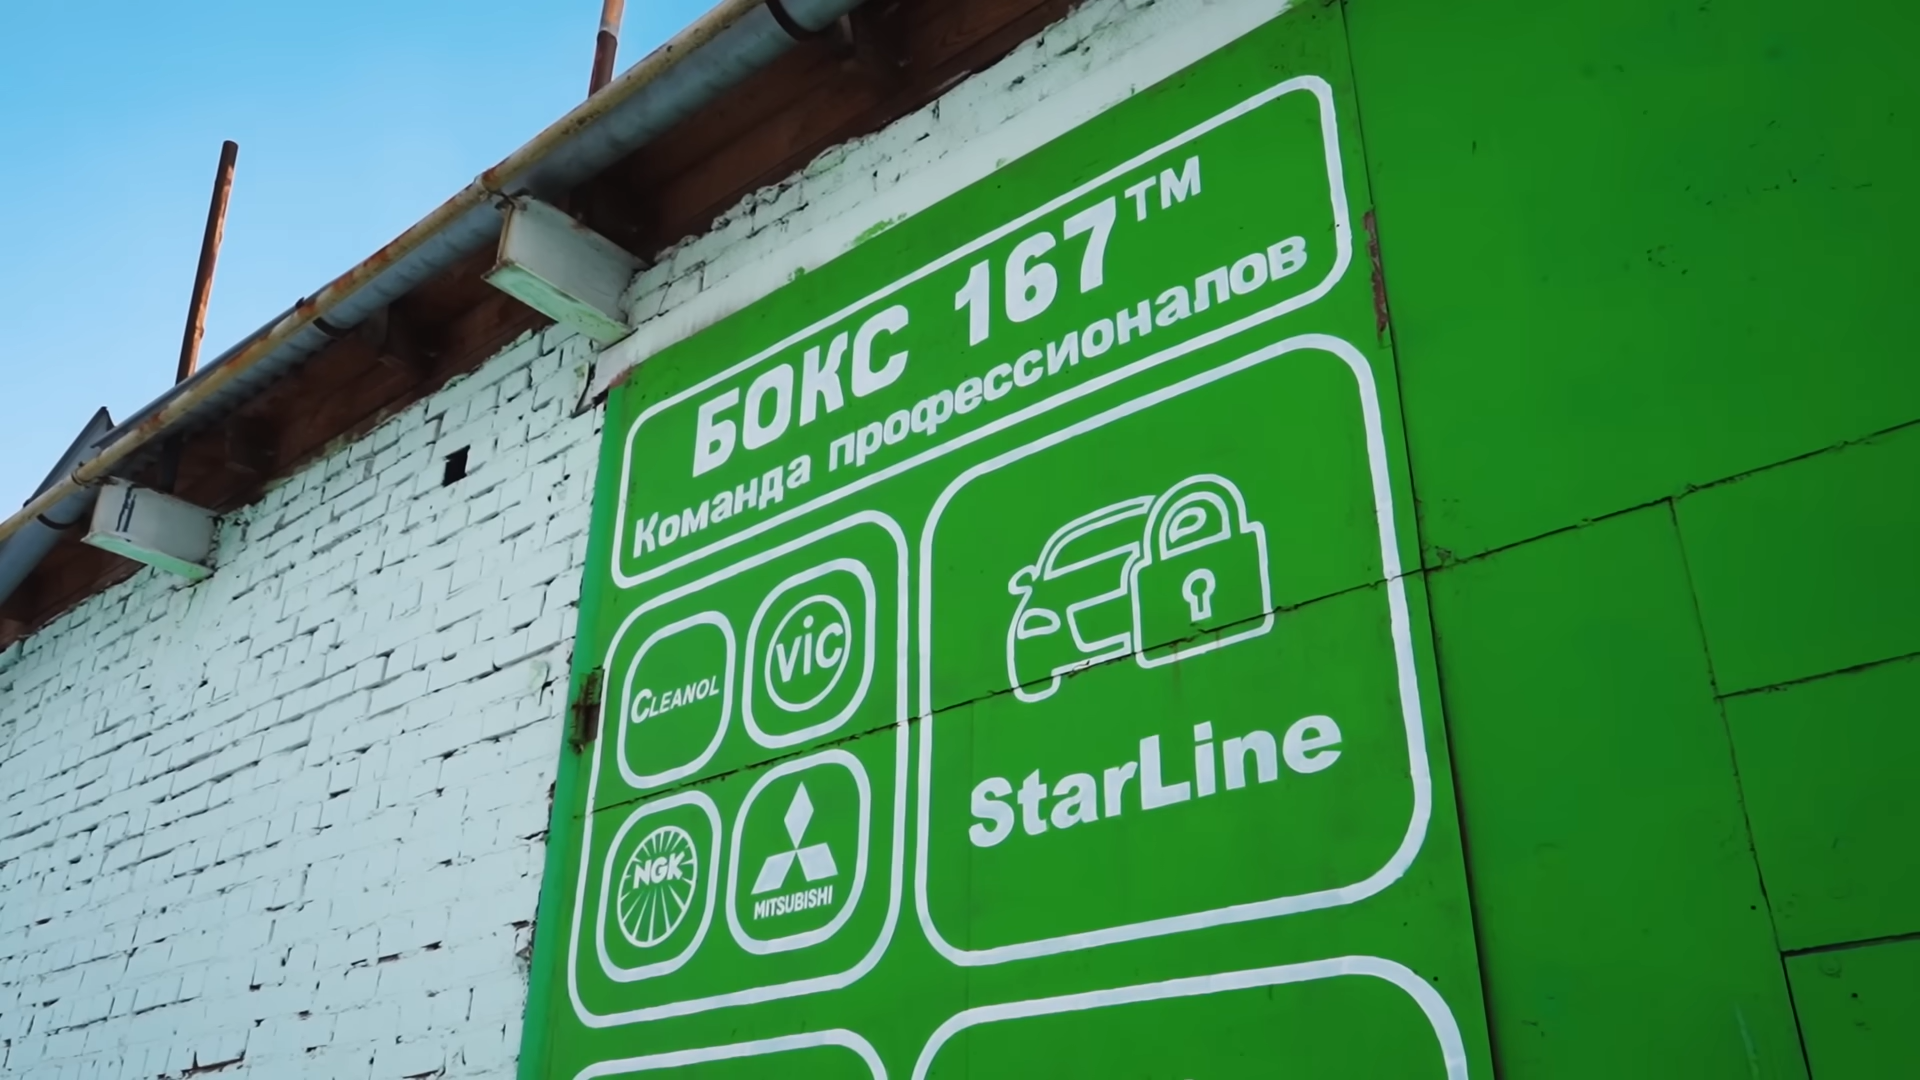 БОКС 167™
Команда профессионалов
CLEANOL
vic
StarLine
NGK
MITSUBISHI